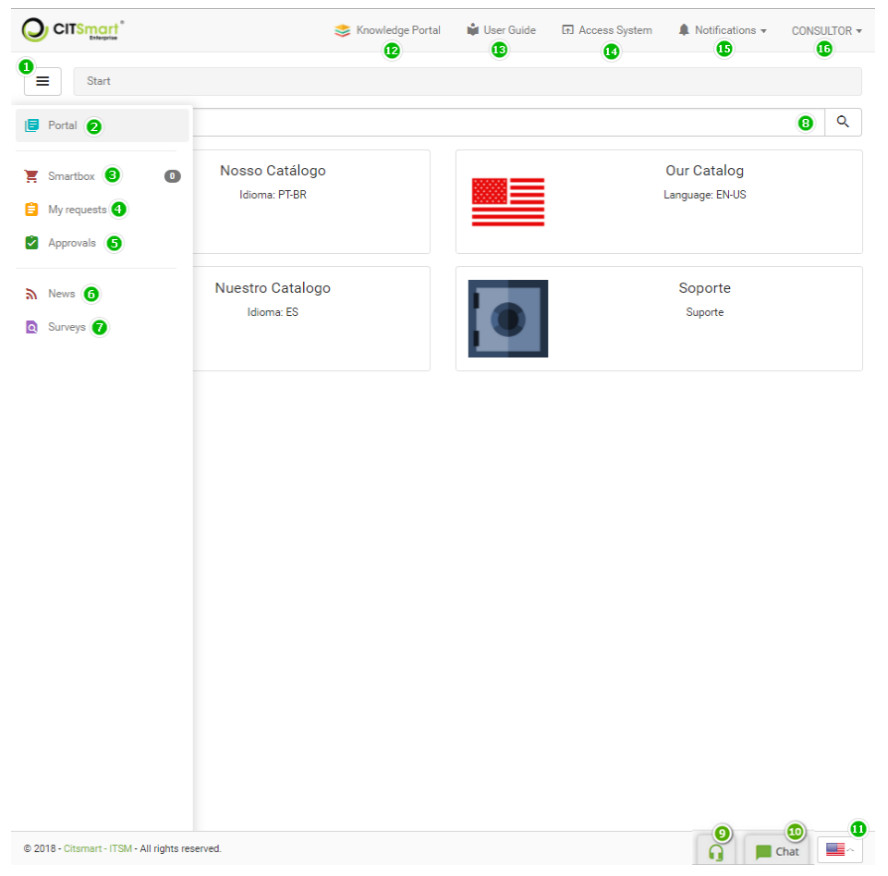 CITSmart®
Enterprise
Knowledge Portal
User Guide
Access System
Notifications
CONSULTOR
12
13
14
15
16
1
Start
Portal 2
8
Smartbox 3 0
My requests 4
Approvals 5
News 6
Surveys 7
Nosso Catálogo
Idioma: PT-BR
Our Catalog
Language: EN-US
Nuestro Catalogo
Idioma: ES
Soporte
Suporte
© 2018 - Citsmart - ITSM - All rights reserved.
9
10
11
Chat